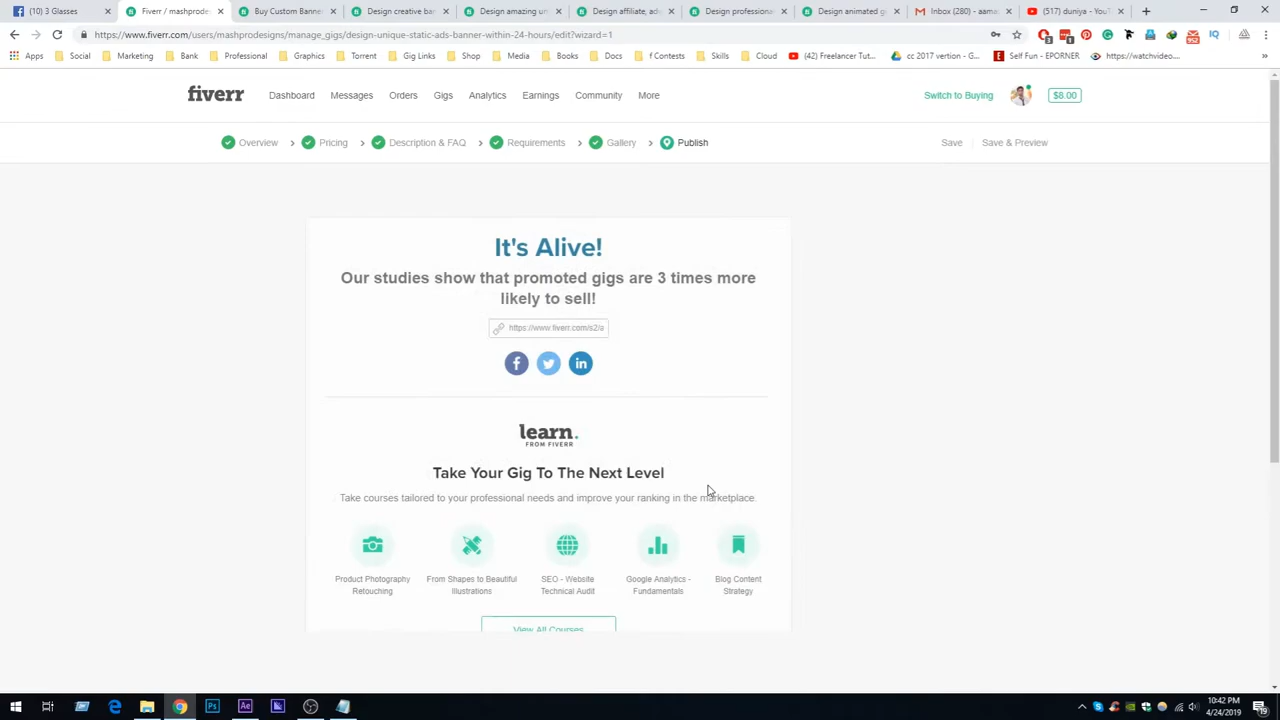 (10) 3 Glasses
Fiverr / mashprodes
Buy Custom Banner
Design creative ban
Design amazing un
Design affiliate, ad
Design professiona
Design animated g
Inbox (280) - aama
(517) duniya - YouT
https://www.fiverr.com/users/mashprodesigns/manage_gigs/design-unique-static-ads-banner-within-24-hours/edit?wizard=1
Apps Social Marketing Bank Professional Graphics Torrent Gig Links Shop Media Books Docs f Contests Skills Cloud (42) Freelancer Tut... cc 2017 vertion - G... Self Fun - EPORNER https://watchvideo....
fiverr Dashboard Messages Orders Gigs Analytics Earnings Community More Switch to Buying $8.00
Overview Pricing Description & FAQ Requirements Gallery Publish Save Save & Preview
It's Alive!
Our studies show that promoted gigs are 3 times more
likely to sell!
https://www.fiverr.com/s2/a
learn.
FROM FIVERR
Take Your Gig To The Next Level
Take courses tailored to your professional needs and improve your ranking in the marketplace.
Product Photography
Retouching
From Shapes to Beautiful
Illustrations
SEO - Website
Technical Audit
Google Analytics -
Fundamentals
Blog Content
Strategy
View All Courses
10:42 PM
4/24/2019